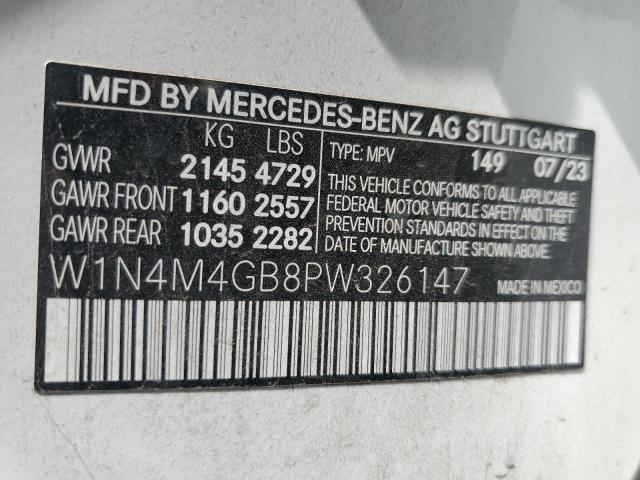 MFD BY MERCEDES-BENZ AG STUTTGART
KG LBS
GVWR 2145 4729
GAWR FRONT 1160 2557
GAWR REAR 1035 2282
TYPE: MPV 149 07/23
THIS VEHICLE CONFORMS TO ALL APPLICABLE
FEDERAL MOTOR VEHICLE SAFETY AND THEFT
PREVENTION STANDARDS IN EFFECT ON THE
DATE OF MANUFACTURE SHOWN ABOVE.
W1N4M4GB8PW326147
MADE IN MEXICO